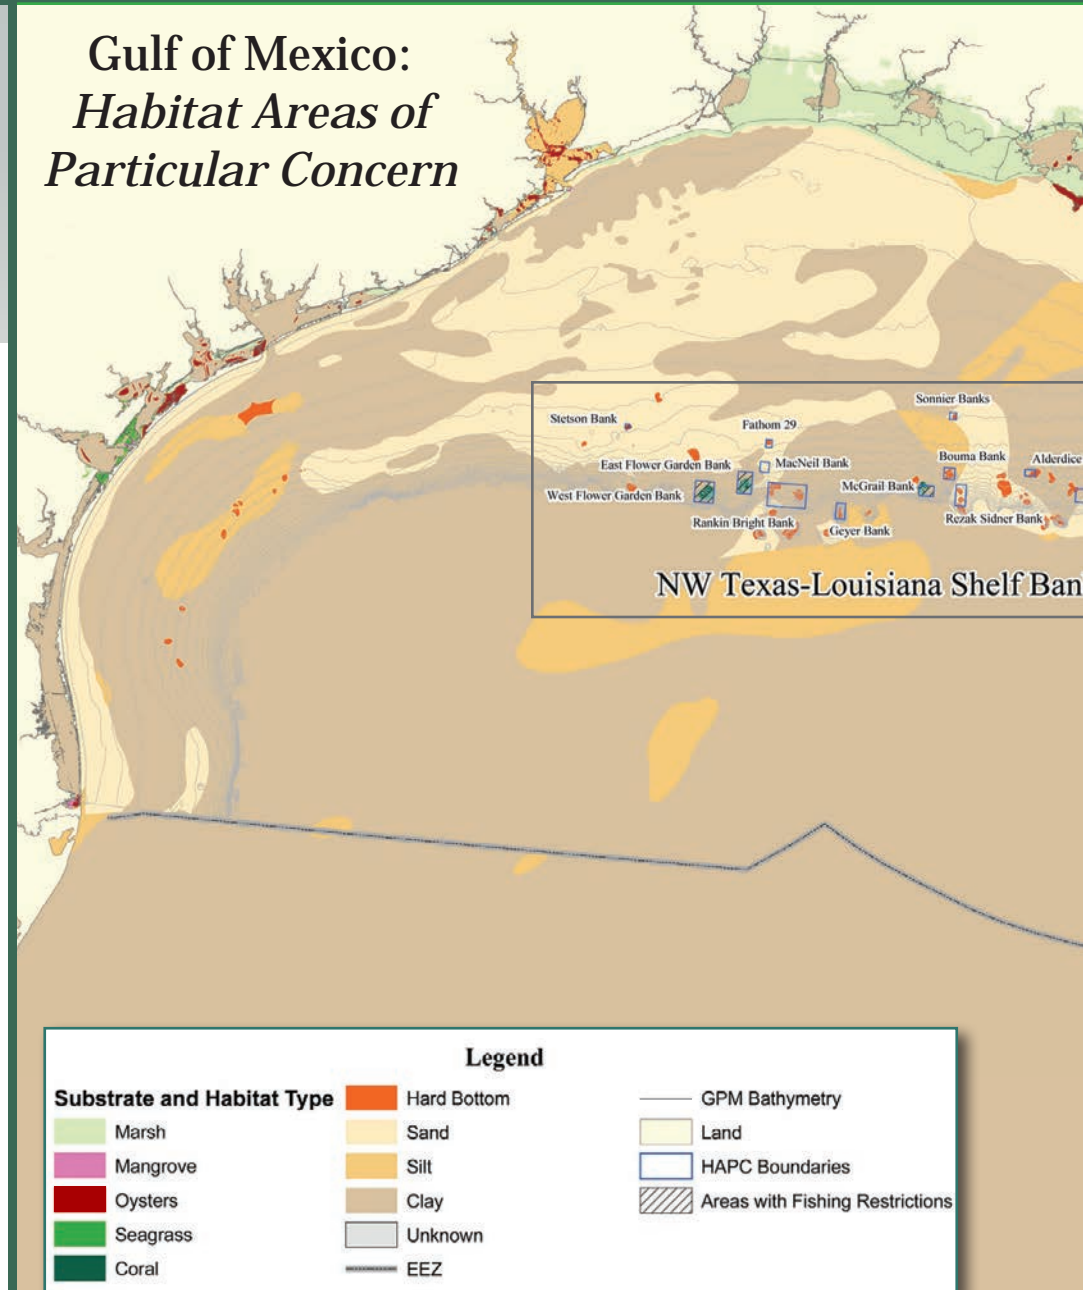 Gulf of Mexico:
Habitat Areas of
Particular Concern
Sonnier Banks
Stetson Bank
Fathom 29
East Flower Garden Bank
MacNeil Bank
Bouma Bank
Alderdice
West Flower Garden Bank
McGrail Bank
Rankin Bright Bank
Geyer Bank
Rezak Sidner Bank
NW Texas-Louisiana Shelf Ban
Legend
Substrate and Habitat Type
Marsh
Mangrove
Oysters
Seagrass
Coral
Hard Bottom
Sand
Silt
Clay
Unknown
EEZ
GPM Bathymetry
Land
HAPC Boundaries
Areas with Fishing Restrictions